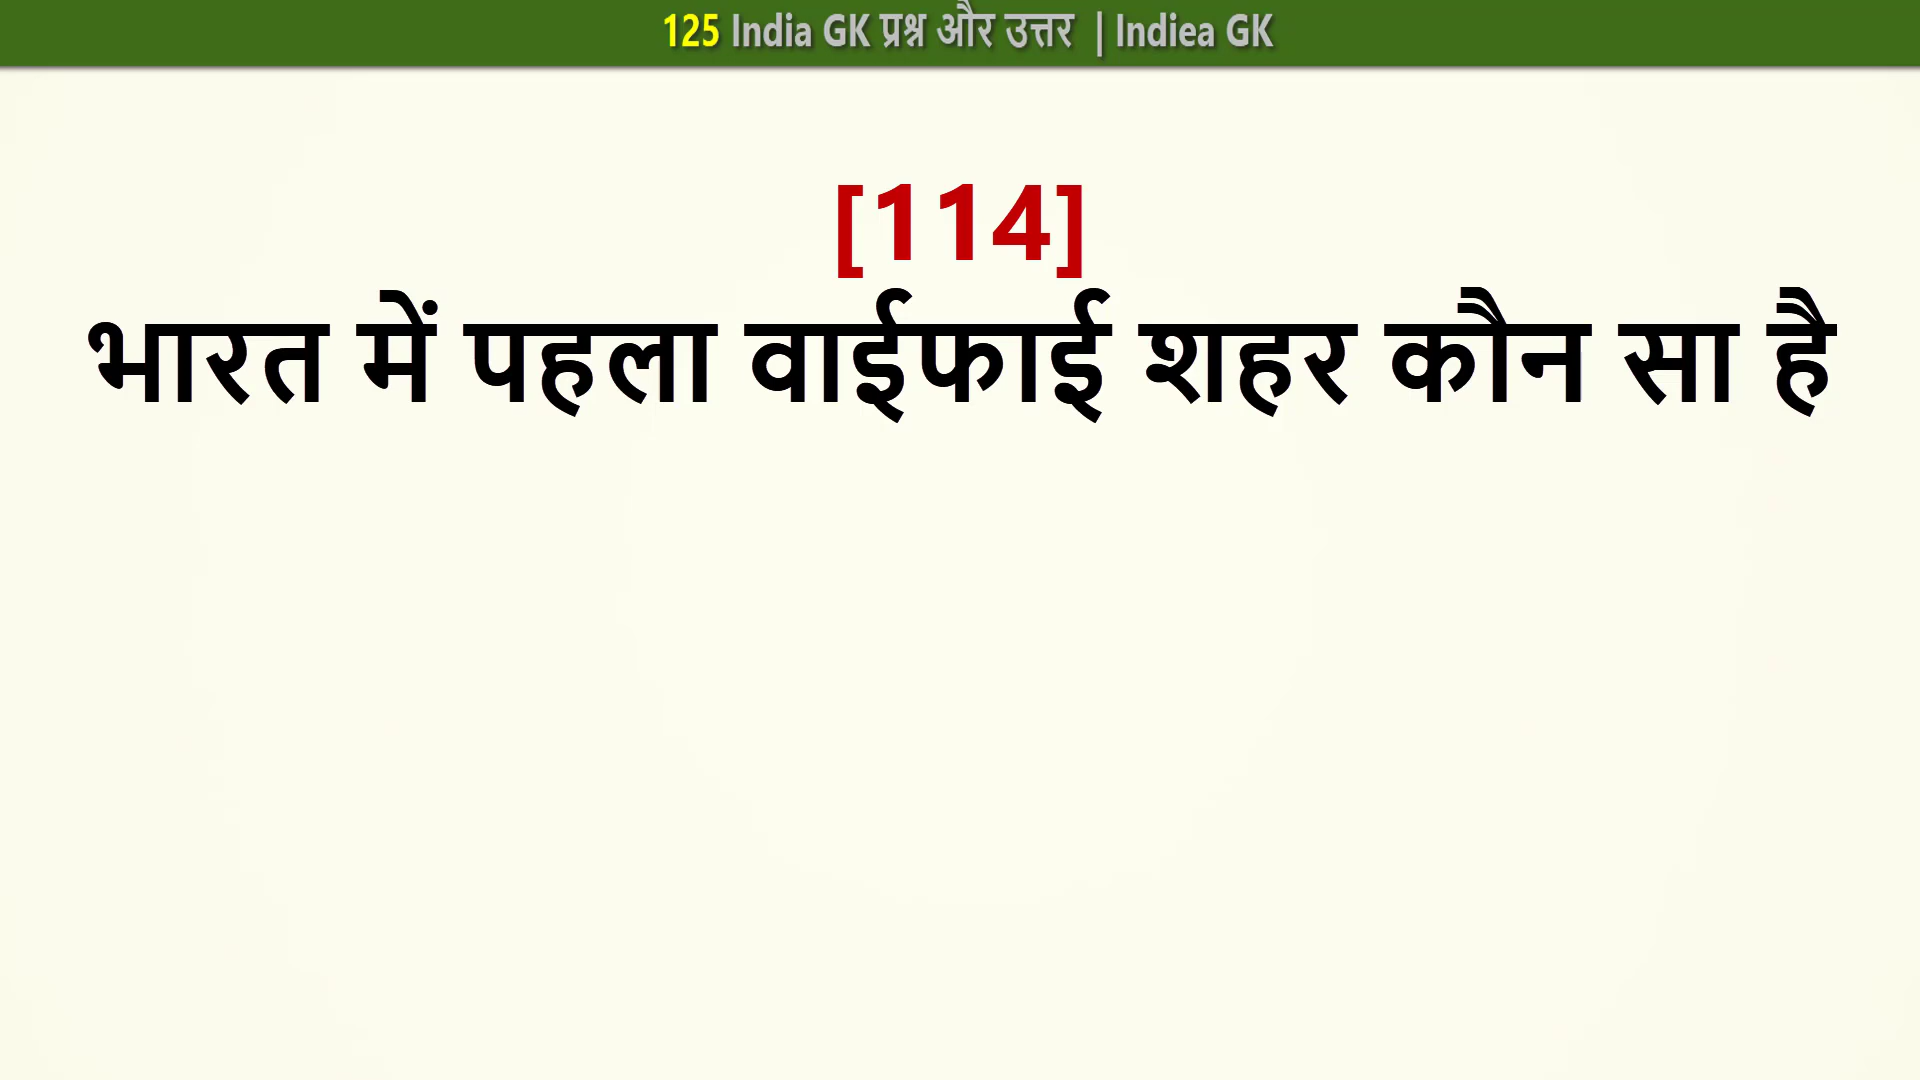 125 India GK प्रश्न और उत्तर | Indiea GK
[114]
भारत में पहला वाईफाई शहर कौन सा है